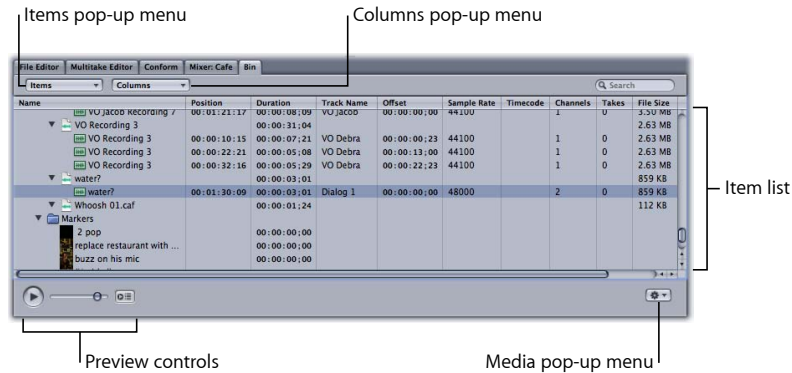 Items pop-up menu
Columns pop-up menu
File Editor Multitake Editor Conform Mixer: Cafe Bin
Items Columns Search
Name Position Duration Track Name Offset Sample Rate Timecode Channels Takes File Size
VO Jacob Recording 7 00:01:21:17 00:00:08;09 VO Jacob 00:00:00;00 44100 1 0 3.50 MB
VO Recording 3 00:00:31;04 2.63 MB
VO Recording 3 00:00:10:15 00:00:07;21 VO Debra 00:00:00;23 44100 1 0 2.63 MB
VO Recording 3 00:00:22:21 00:00:05;08 VO Debra 00:00:13;00 44100 1 0 2.63 MB
VO Recording 3 00:00:32:16 00:00:05;29 VO Debra 00:00:22;23 44100 1 0 2.63 MB
water? 00:00:03;01 859 KB
water? 00:01:30:09 00:00:03;01 Dialog 1 00:00:00;00 48000 2 0 859 KB
Whoosh 01.caf 00:00:01;24 112 KB
Markers
2 pop 00:00:00;00
replace restaurant with ... 00:00:00;00
buzz on his mic 00:00:00;00
Item list
Preview controls
Media pop-up menu